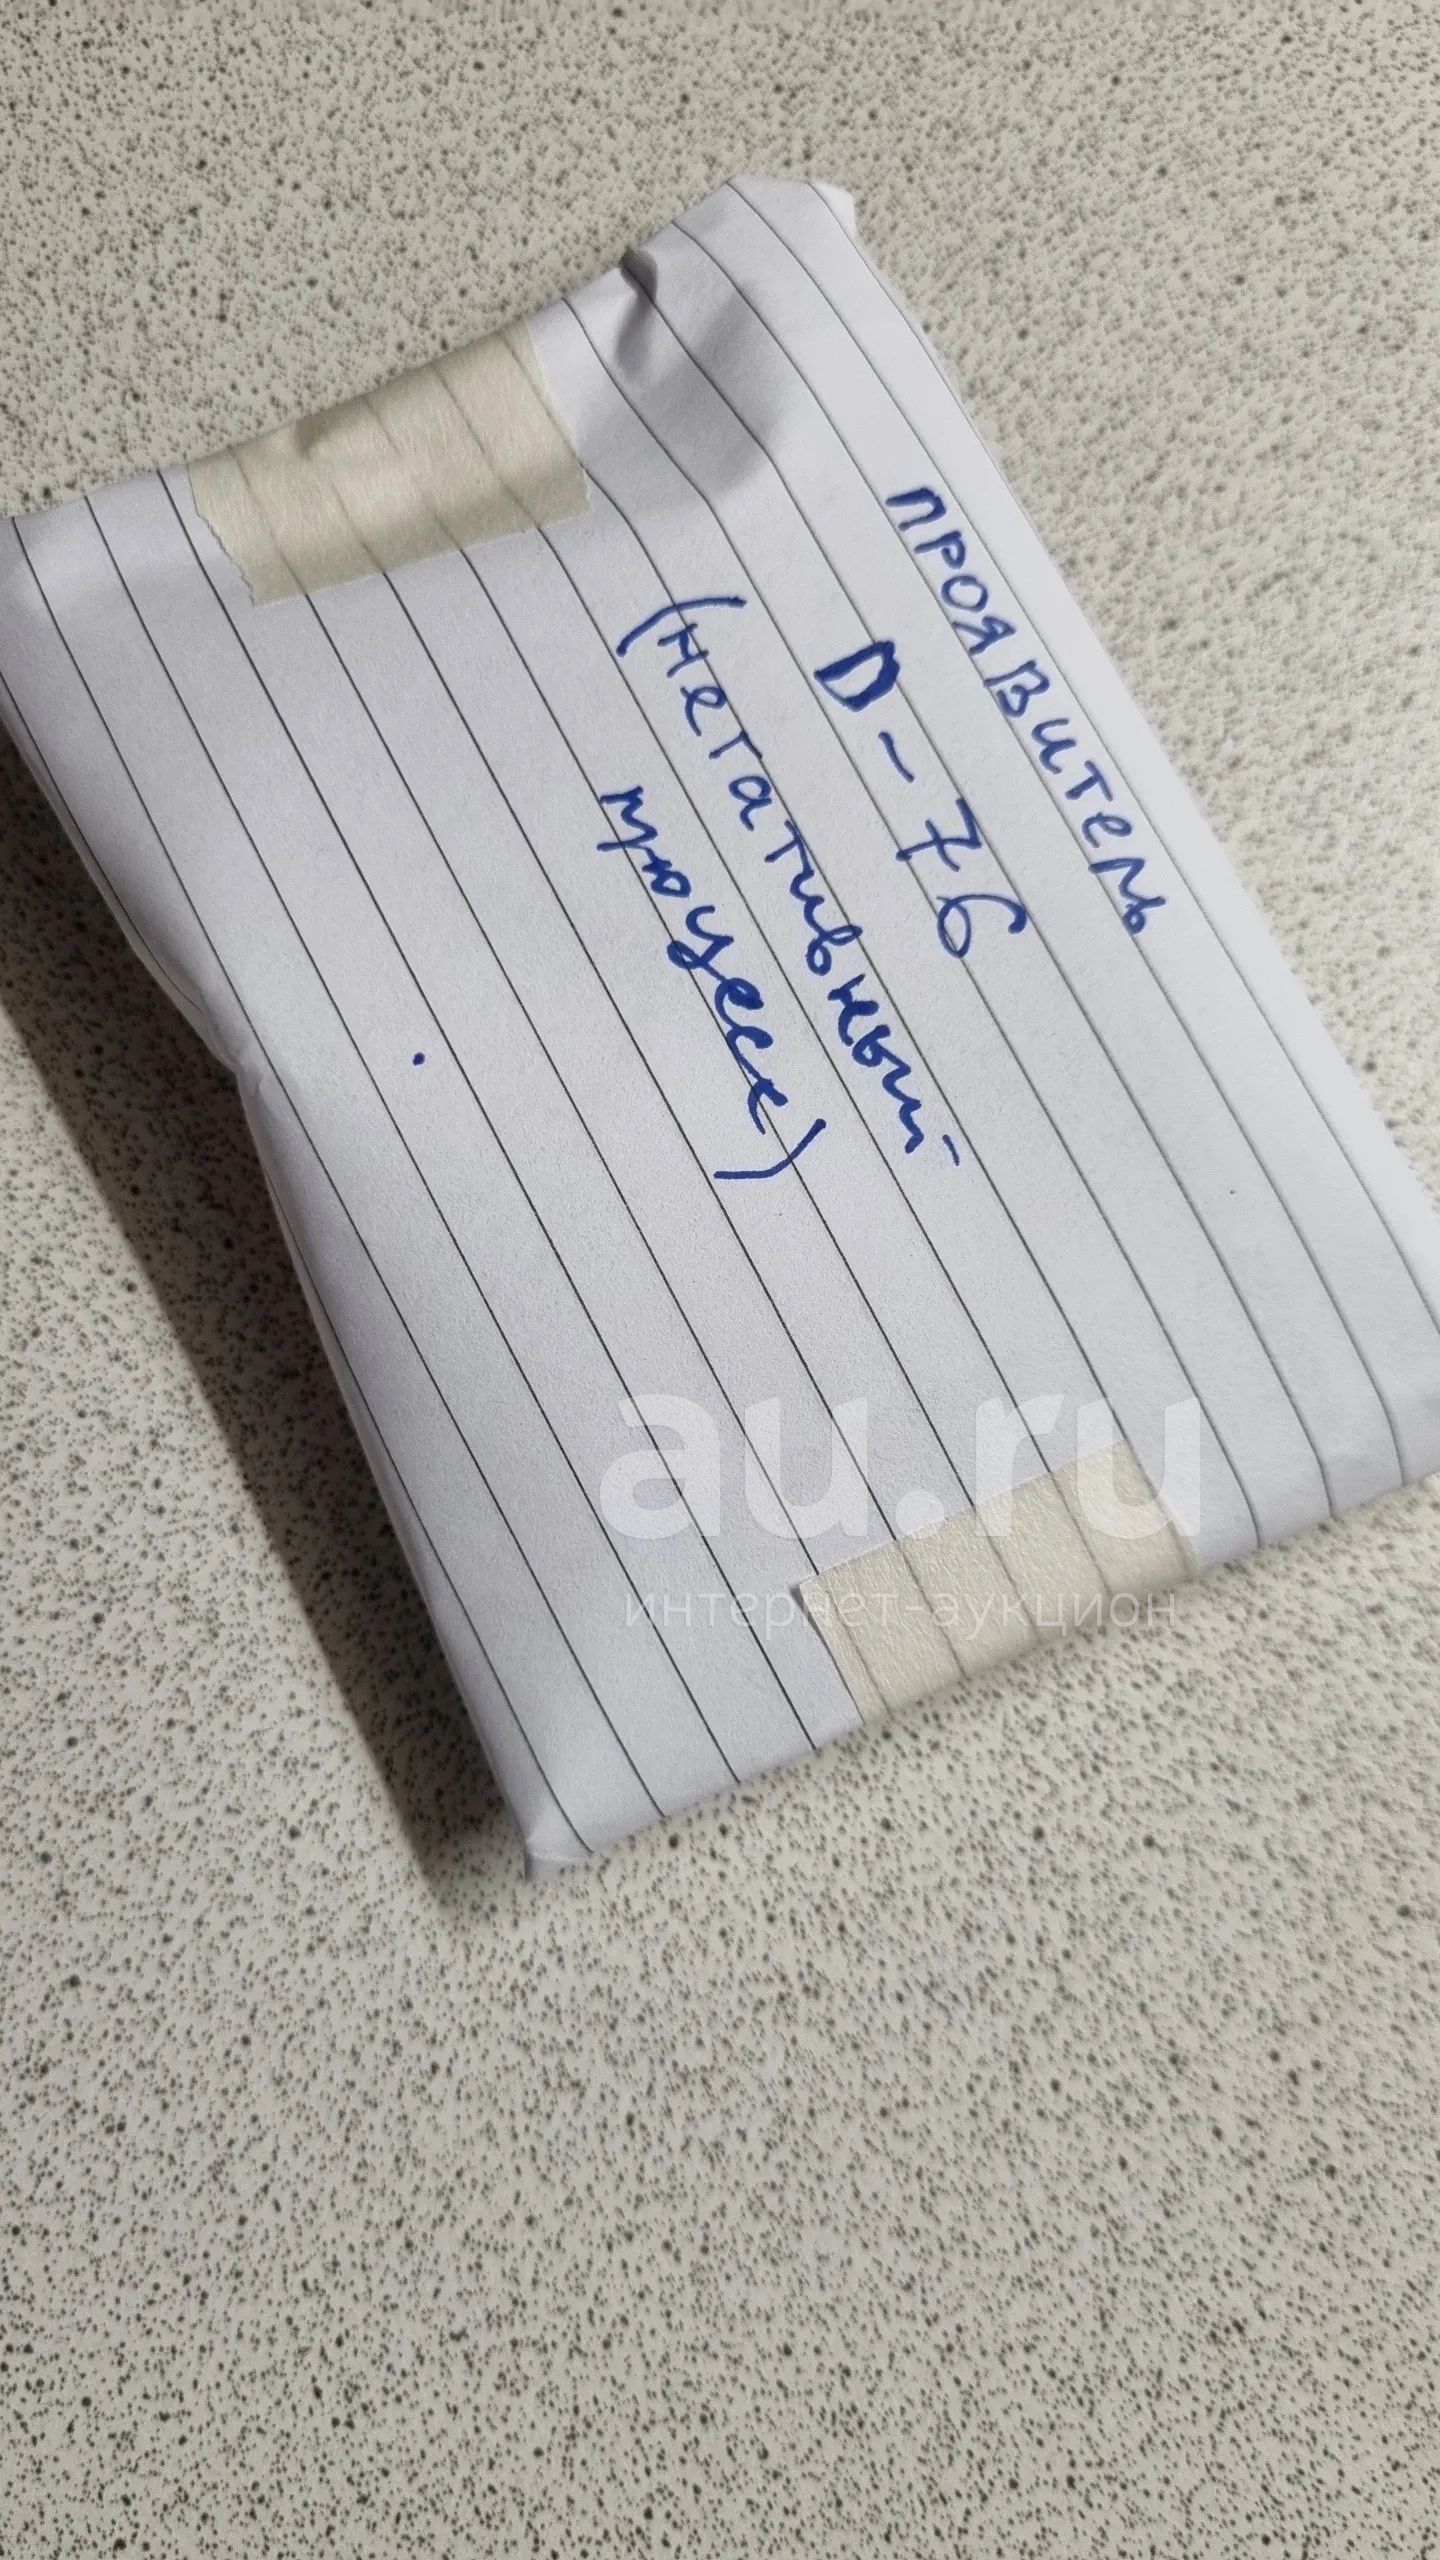 проявитель
D-76
(негативный
процесс)
au.ru
интернет-аукцион